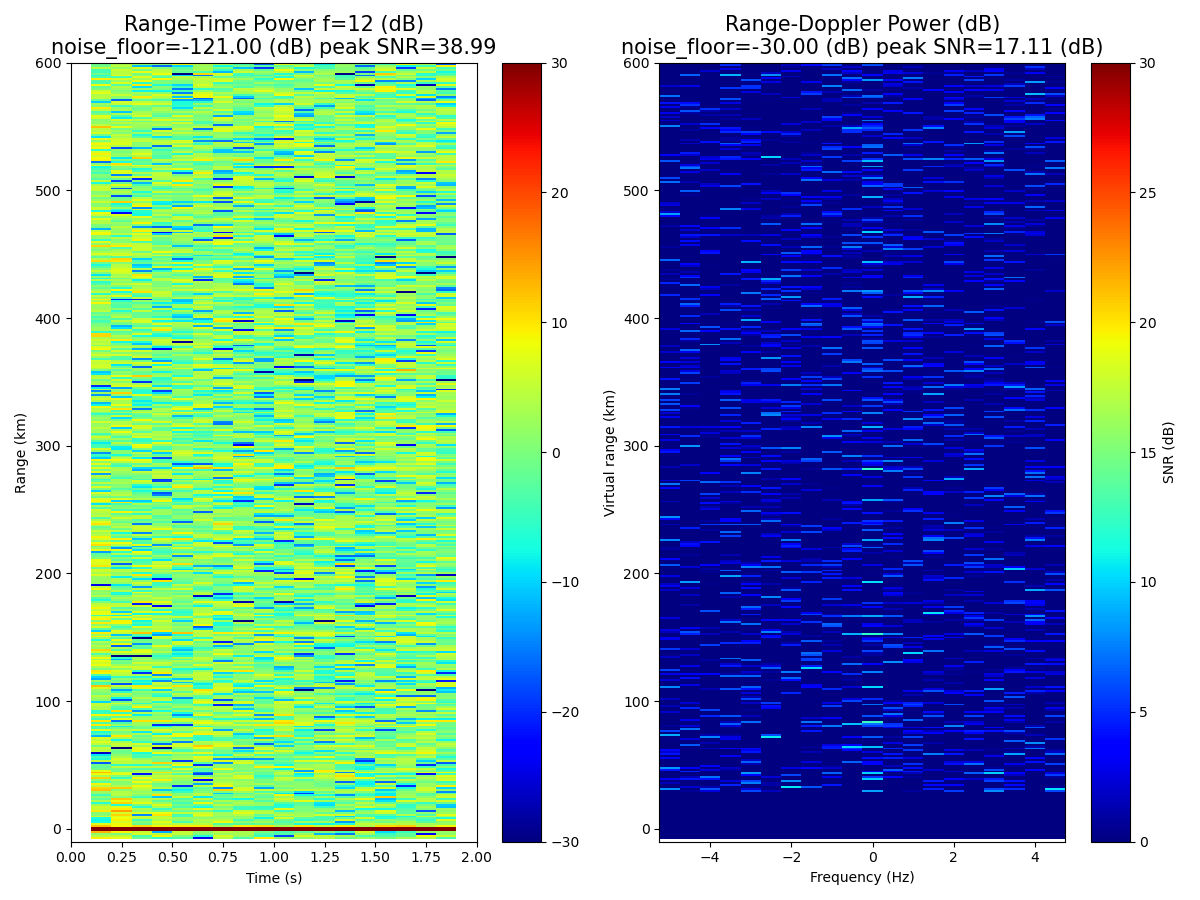 Range-Time Power f=12 (dB)
noise_floor=-121.00 (dB) peak SNR=38.99
600
500
400
300
200
100
0
Range (km)
0.00 0.25 0.50 0.75 1.00 1.25 1.50 1.75 2.00
Time (s)
30
20
10
0
−10
−20
−30
Range-Doppler Power (dB)
noise_floor=-30.00 (dB) peak SNR=17.11 (dB)
600
500
400
300
200
100
0
Virtual range (km)
−4 −2 0 2 4
Frequency (Hz)
30
25
20
15
10
5
0
SNR (dB)